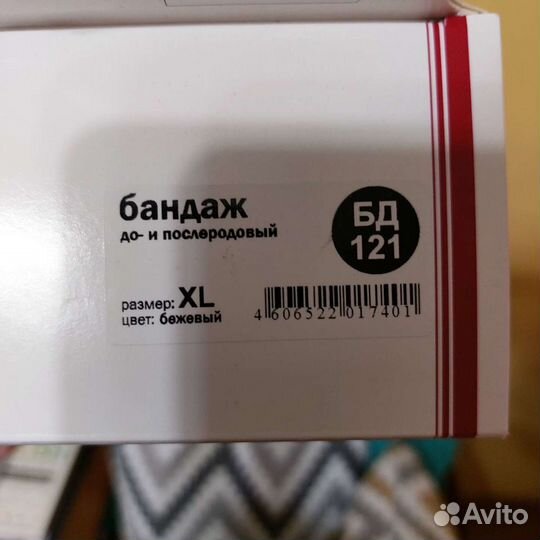 бандаж
до- и послеродовый
БД
121
размер: XL
цвет: бежевый
4 606522 017401
Avito